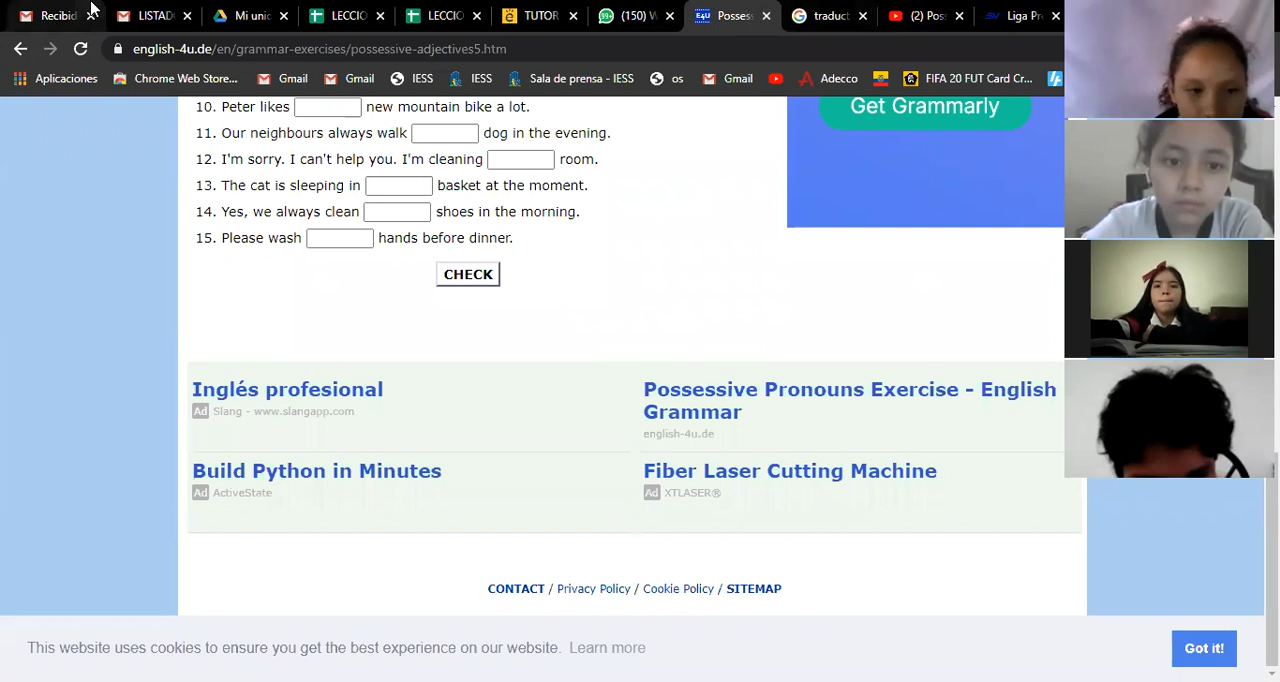 Recibid
LISTAD
Mi unic
LECCIO
LECCIO
TUTOR
(150) W
Posses
traduct
(2) Pos
Liga Pr
english-4u.de/en/grammar-exercises/possessive-adjectives5.htm
Aplicaciones
Chrome Web Store...
Gmail
Gmail
IESS
IESS
Sala de prensa - IESS
os
Gmail
Adecco
FIFA 20 FUT Card Cr...
10. Peter likes new mountain bike a lot.
11. Our neighbours always walk dog in the evening.
12. I'm sorry. I can't help you. I'm cleaning room.
13. The cat is sleeping in basket at the moment.
14. Yes, we always clean shoes in the morning.
15. Please wash hands before dinner.
CHECK
Get Grammarly
Inglés profesional
Ad Slang - www.slangapp.com
Possessive Pronouns Exercise - English
Grammar
english-4u.de
Build Python in Minutes
Ad ActiveState
Fiber Laser Cutting Machine
Ad XTLASER®
CONTACT / Privacy Policy / Cookie Policy / SITEMAP
This website uses cookies to ensure you get the best experience on our website. Learn more
Got it!